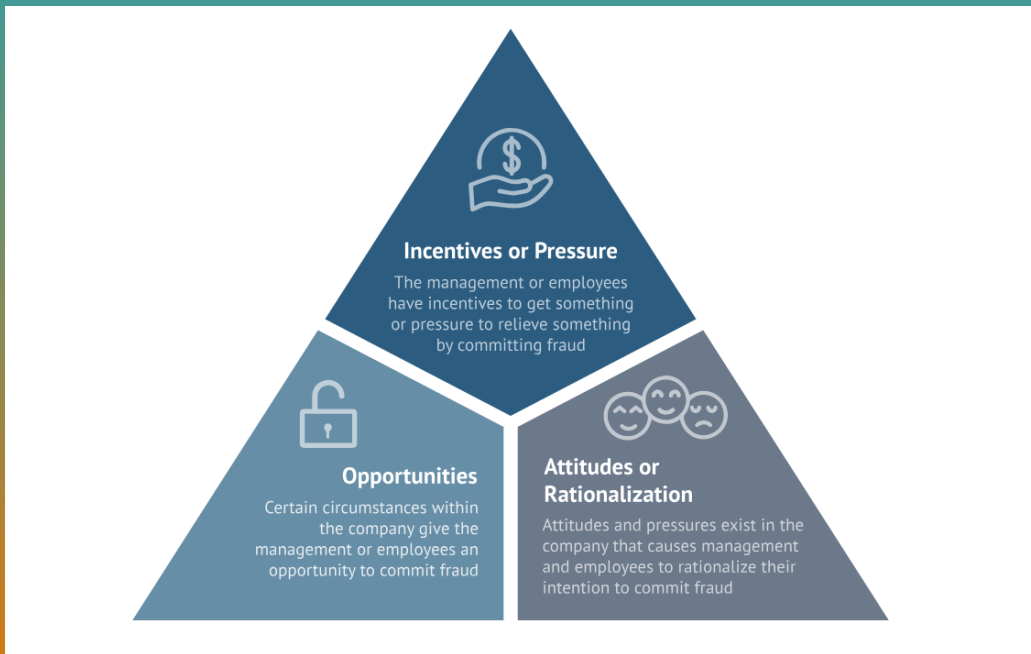 Incentives or Pressure
The management or employees
have incentives to get something
or pressure to relieve something
by committing fraud
Opportunities
Certain circumstances within
the company give the
management or employees an
opportunity to commit fraud
Attitudes or
Rationalization
Attitudes and pressures exist in the
company that causes management
and employees to rationalize their
intention to commit fraud